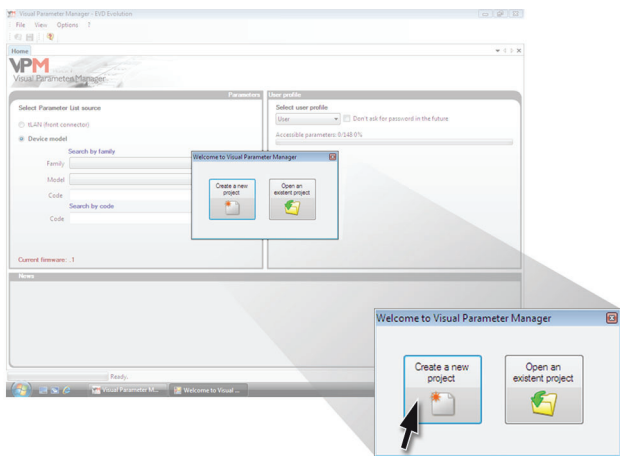 Visual Parameter Manager - EVD Evolution
File View Options ?
Home
VPM
Visual Parameter Manager
Parameters
Select Parameter List source
tLAN (front connector)
Device model
Search by family
Family
Model
Code
Search by code
Code
Current firmware: .1
User profile
Select user profile
User
Don't ask for password in the future
Accessible parameters: 0/148 0%
Welcome to Visual Parameter Manager
Create a new
project
Open an
existent project
News
Ready.
Visual Parameter M...
Welcome to Visual ...
Welcome to Visual Parameter Manager
Create a new
project
Open an
existent project